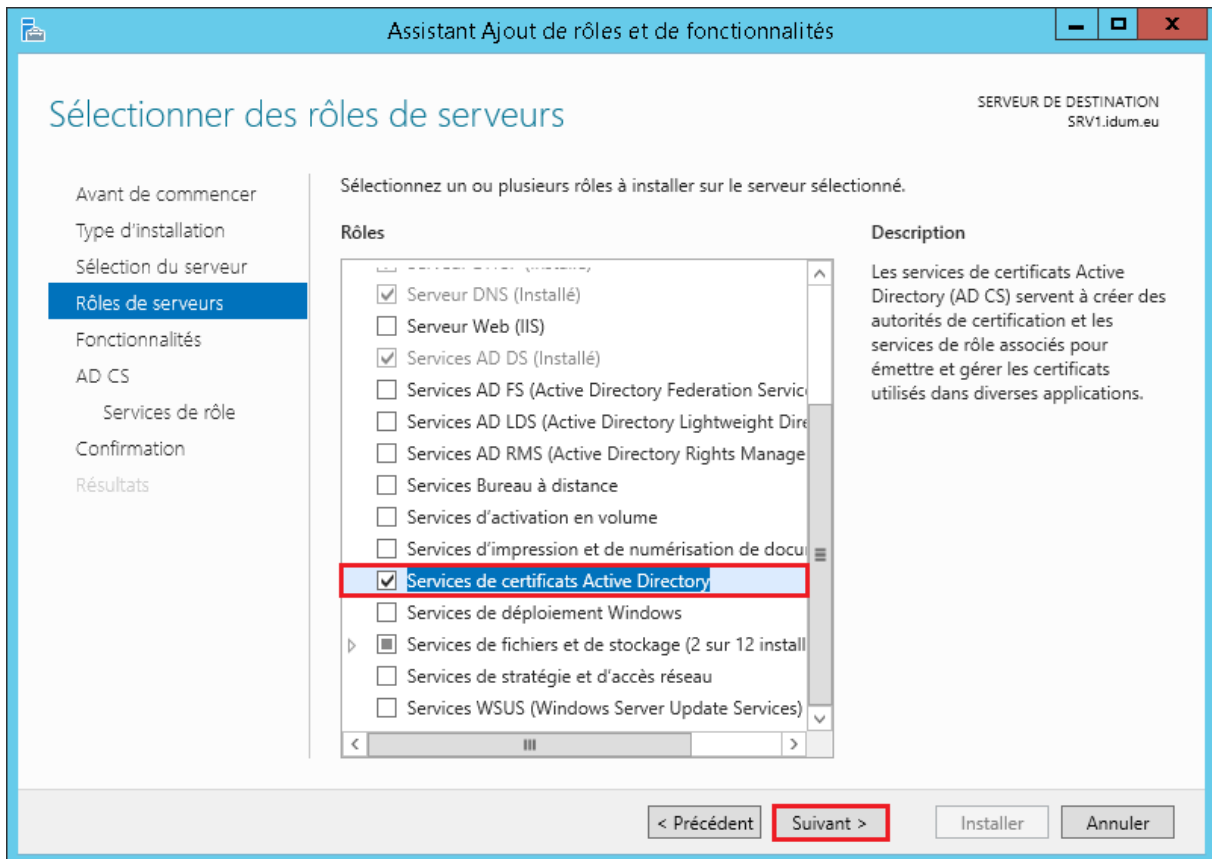 Assistant Ajout de rôles et de fonctionnalités
Sélectionner des rôles de serveurs
SERVEUR DE DESTINATION
SRV1.idum.eu
Avant de commencer
Type d'installation
Sélection du serveur
Rôles de serveurs
Fonctionnalités
AD CS
Services de rôle
Confirmation
Résultats
Sélectionnez un ou plusieurs rôles à installer sur le serveur sélectionné.
Rôles
Serveur DNS (Installé)
Serveur Web (IIS)
Services AD DS (Installé)
Services AD FS (Active Directory Federation Servic
Services AD LDS (Active Directory Lightweight Dire
Services AD RMS (Active Directory Rights Manage
Services Bureau à distance
Services d'activation en volume
Services d'impression et de numérisation de docu
Services de certificats Active Directory
Services de déploiement Windows
Services de fichiers et de stockage (2 sur 12 install
Services de stratégie et d'accès réseau
Services WSUS (Windows Server Update Services)
Description
Les services de certificats Active
Directory (AD CS) servent à créer des
autorités de certification et les
services de rôle associés pour
émettre et gérer les certificats
utilisés dans diverses applications.
< Précédent
Suivant >
Installer
Annuler